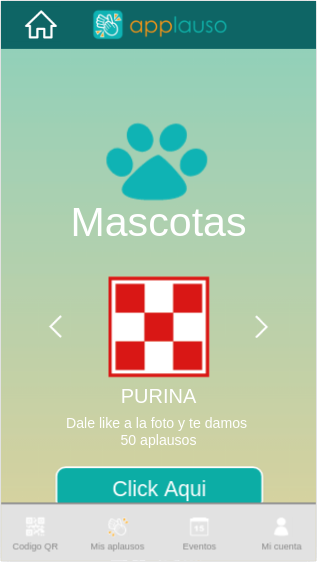 applauso
Mascotas
PURINA
Dale like a la foto y te damos
50 aplausos
Click Aqui
Codigo QR
Mis aplausos
Eventos
Mi cuenta